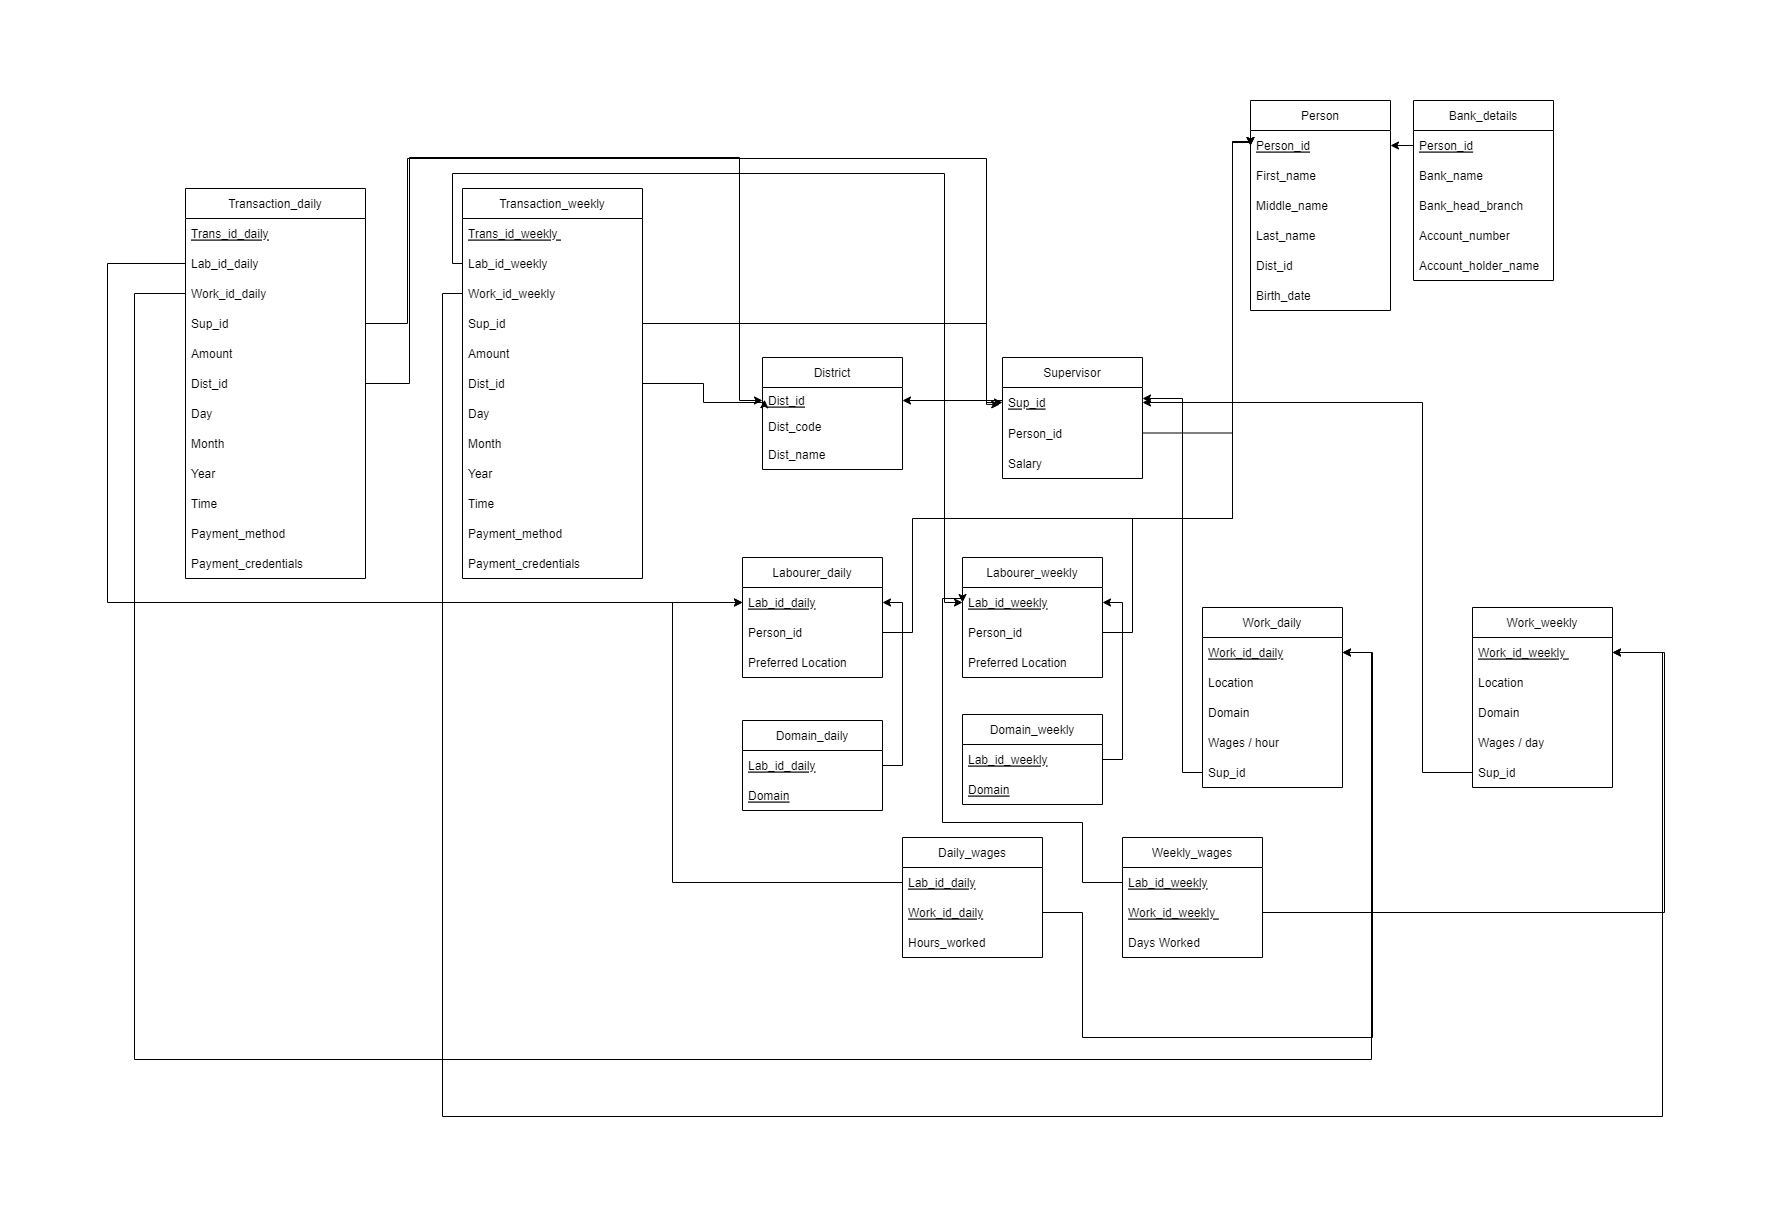 Person
Person_id
First_name
Middle_name
Last_name
Dist_id
Birth_date
Bank_details
Person_id
Bank_name
Bank_head_branch
Account_number
Account_holder_name
Transaction_daily
Trans_id_daily
Lab_id_daily
Work_id_daily
Sup_id
Amount
Dist_id
Day
Month
Year
Time
Payment_method
Payment_credentials
Transaction_weekly
Trans_id_weekly
Lab_id_weekly
Work_id_weekly
Sup_id
Amount
Dist_id
Day
Month
Year
Time
Payment_method
Payment_credentials
District
Dist_id
Dist_code
Dist_name
Supervisor
Sup_id
Person_id
Salary
Labourer_daily
Lab_id_daily
Person_id
Preferred Location
Labourer_weekly
Lab_id_weekly
Person_id
Preferred Location
Work_daily
Work_id_daily
Location
Domain
Wages / hour
Sup_id
Work_weekly
Work_id_weekly
Location
Domain
Wages / day
Sup_id
Domain_daily
Lab_id_daily
Domain
Domain_weekly
Lab_id_weekly
Domain
Daily_wages
Lab_id_daily
Work_id_daily
Hours_worked
Weekly_wages
Lab_id_weekly
Work_id_weekly
Days Worked